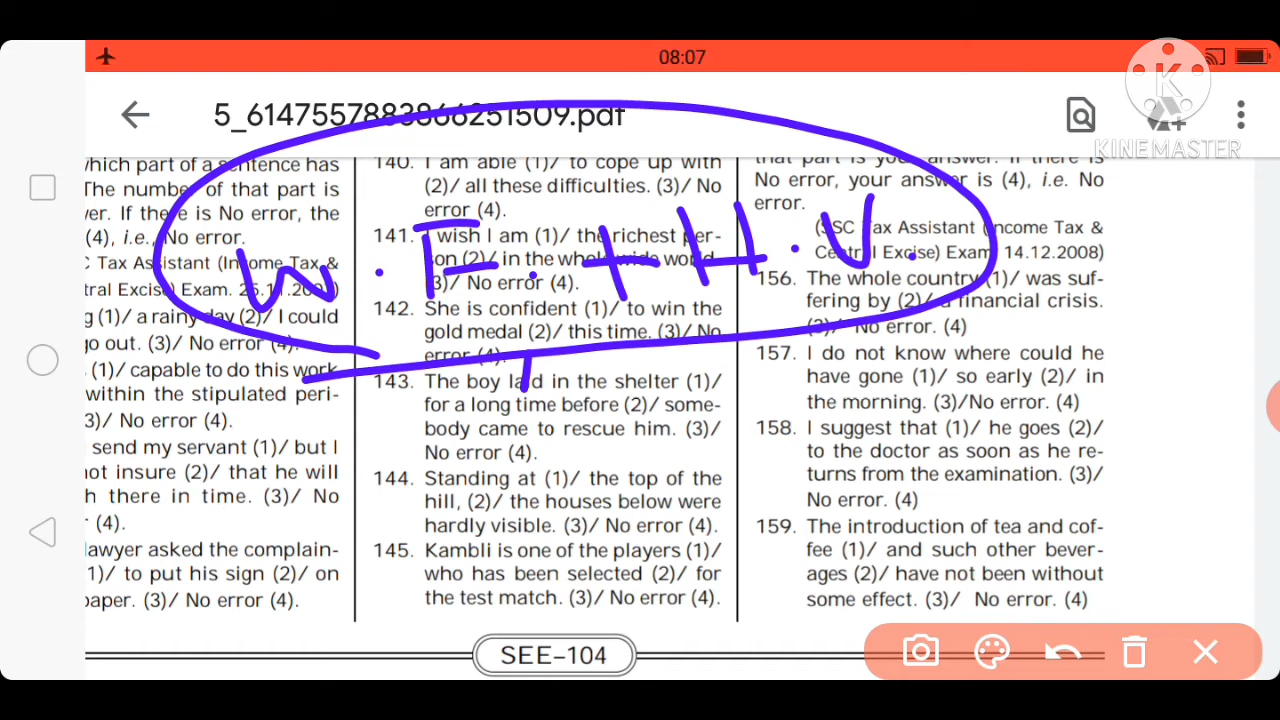 08:07
5_6147557883866251509.pdf
KINEMASTER
which part of a sentence has
The number of that part is
ver. If there is No error, the
(4), i.e., No error.
C Tax Assistant (Income Tax &
tral Excise) Exam.
g (1)/ a rainy day (2)/ I could
go out. (3)/ No error (4).
(1)/ capable to do this work
within the stipulated peri-
3)/ No error (4).
send my servant (1)/ but I
not insure (2)/ that he will
h there in time. (3)/ No
r (4).
lawyer asked the complain-
1)/ to put his sign (2)/ on
paper. (3)/ No error (4).
140. I am able (1)/ to cope up with
(2)/ all these difficulties. (3)/ No
error (4).
141. I wish I am (1)/ the richest per-
son (2)/ in the whole wide world.
(3)/ No error (4).
142. She is confident (1)/ to win the
gold medal (2)/ this time. (3)/ No
error (4).
143. The boy laid in the shelter (1)/
for a long time before (2)/ some-
body came to rescue him. (3)/
No error (4).
144. Standing at (1)/ the top of the
hill, (2)/ the houses below were
hardly visible. (3)/ No error (4).
145. Kambli is one of the players (1)/
who has been selected (2)/ for
the test match. (3)/ No error (4).
that part is your answer. If there is
No error, your answer is (4), i.e. No
error.
(SSC Tax Assistant (Income Tax &
Central Excise) Exam 14.12.2008)
156. The whole country (1)/ was suf-
fering by (2)/ a financial crisis.
(3)/ No error. (4)
157. I do not know where could he
have gone (1)/ so early (2)/ in
the morning. (3)/No error. (4)
158. I suggest that (1)/ he goes (2)/
to the doctor as soon as he re-
turns from the examination. (3)/
No error. (4)
159. The introduction of tea and cof-
fee (1)/ and such other bever-
ages (2)/ have not been without
some effect. (3)/ No error. (4)
SEE–104